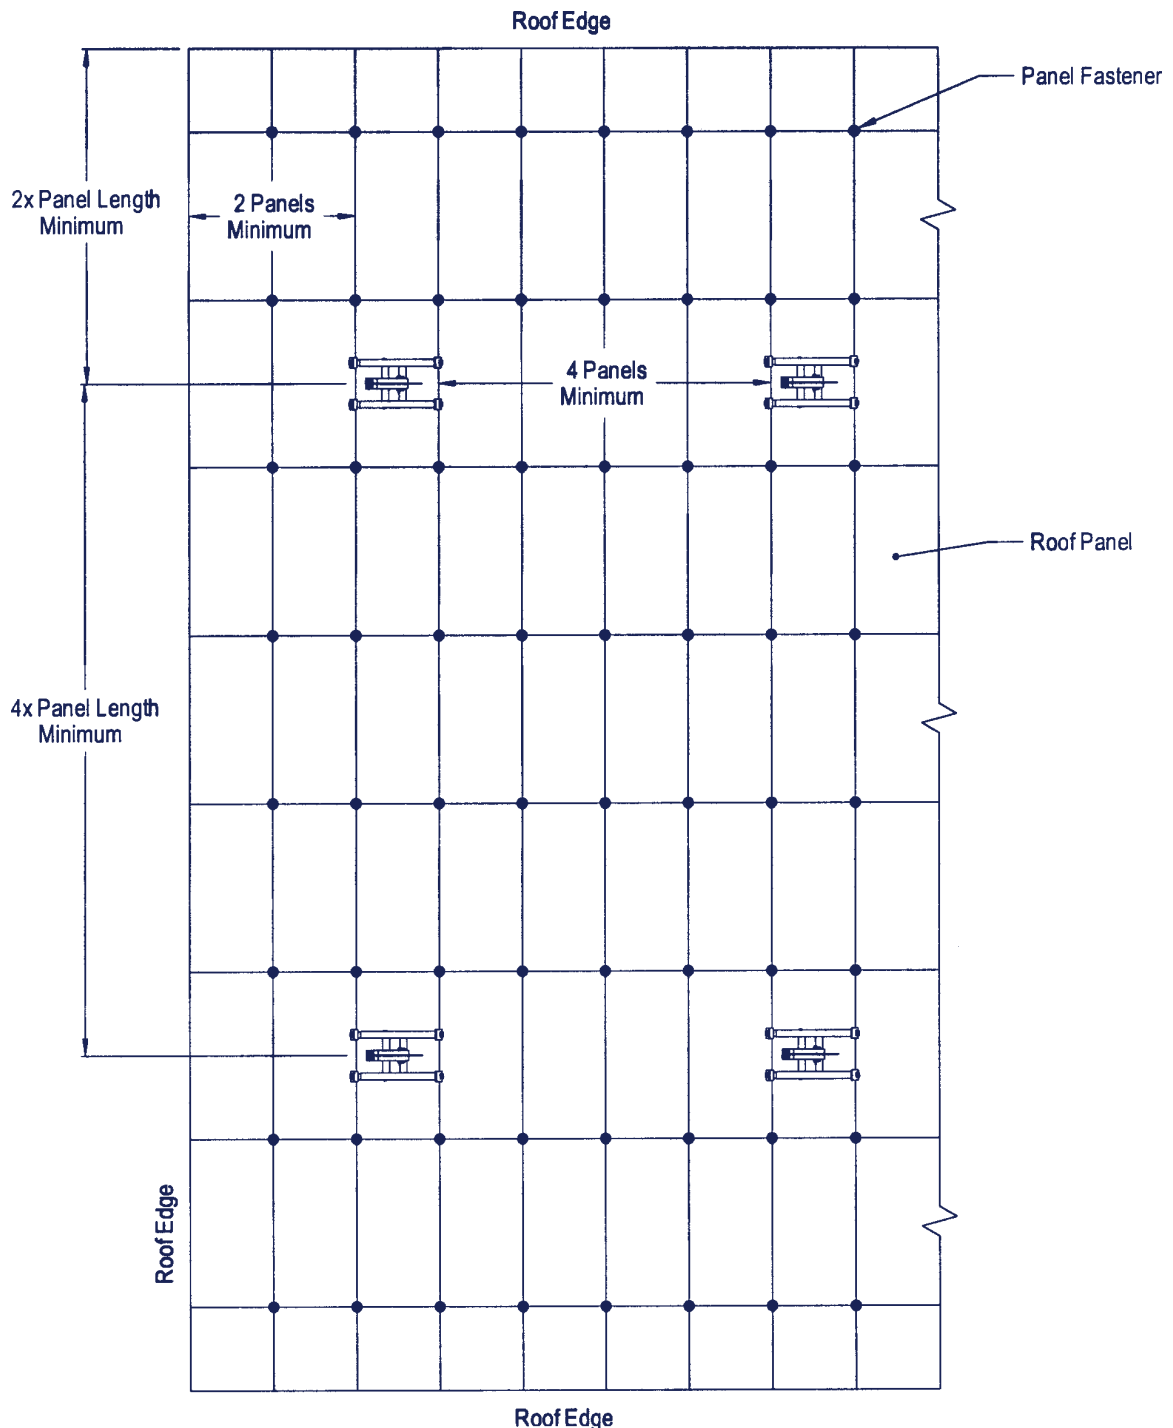 Roof Edge
Panel Fastener
2x Panel Length
Minimum
2 Panels
Minimum
4 Panels
Minimum
Roof Panel
4x Panel Length
Minimum
Roof Edge
Roof Edge